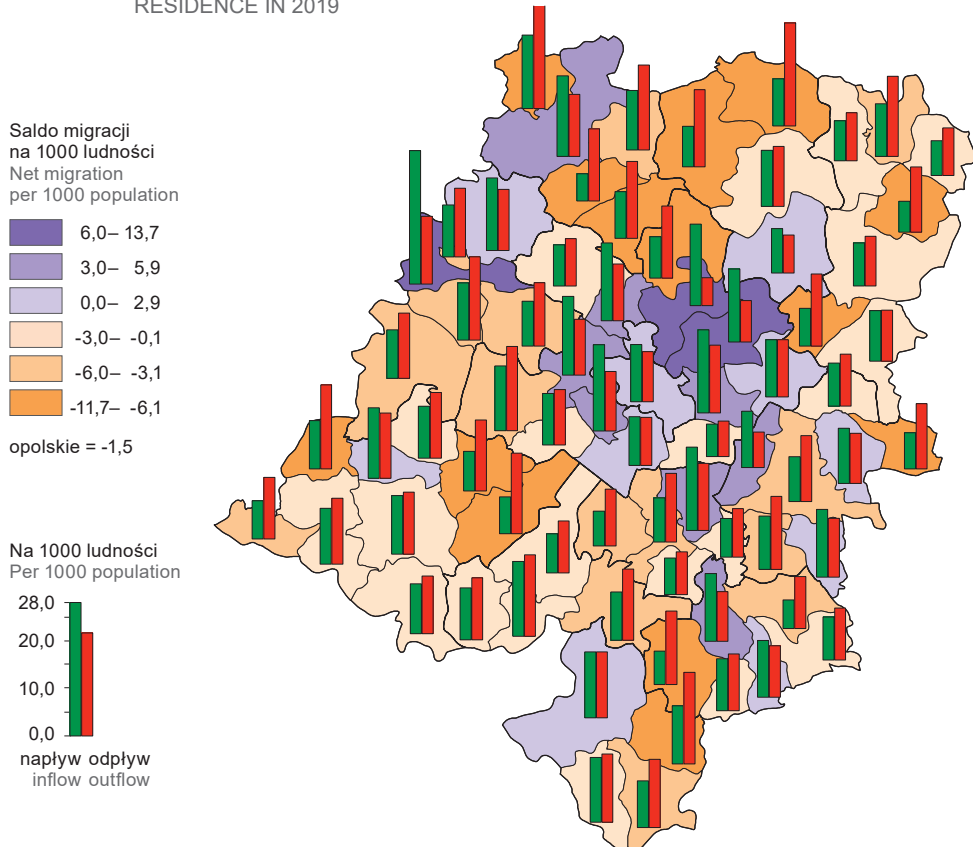 RESIDENCE IN 2019
Saldo migracji
na 1000 ludności
Net migration
per 1000 population
6,0– 13,7
3,0– 5,9
0,0– 2,9
-3,0– -0,1
-6,0– -3,1
-11,7– -6,1
opolskie = -1,5
Na 1000 ludności
Per 1000 population
28,0
20,0
10,0
0,0
napływ odpływ
inflow outflow